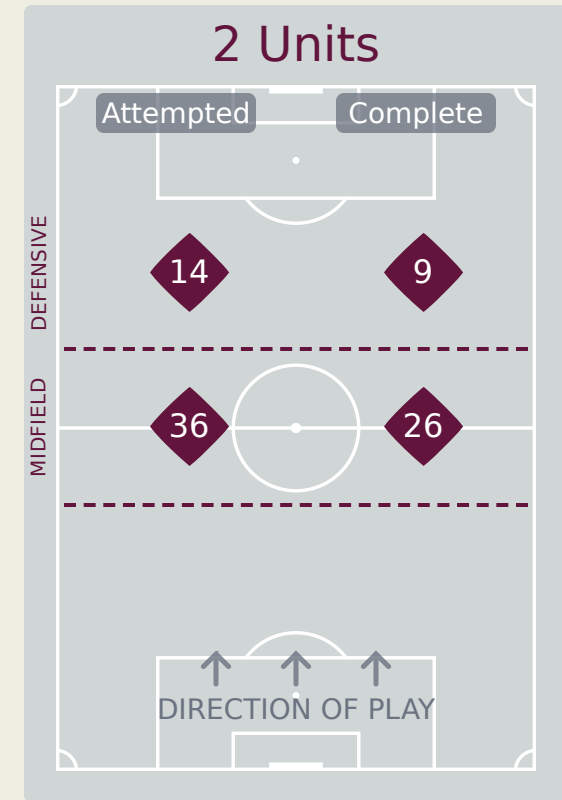 2 Units
Attempted Complete
DEFENSIVE
14 9
MIDFIELD
36 26
DIRECTION OF PLAY